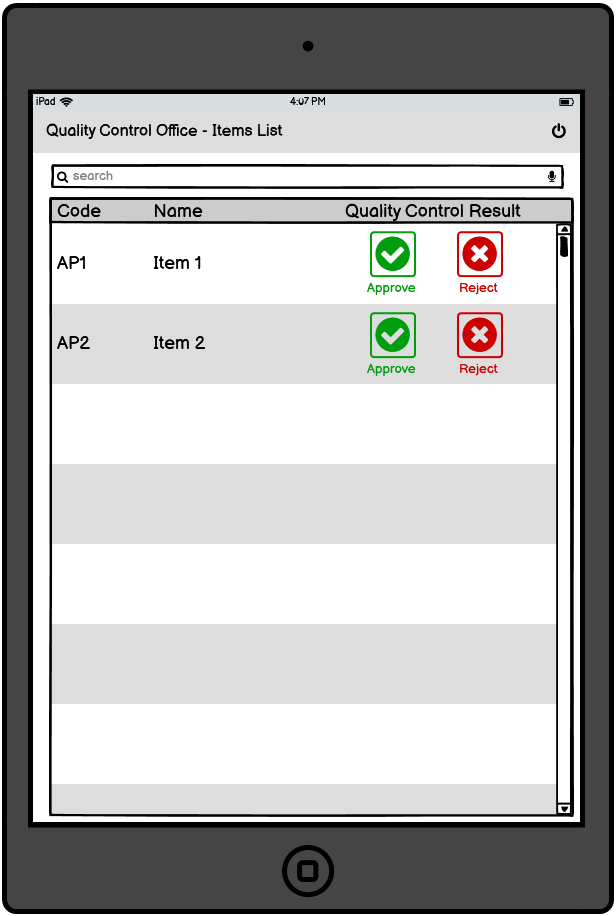 iPad 4:07 PM
Quality Control Office - Items List
search
Code Name Quality Control Result
AP1 Item 1
Approve Reject
AP2 Item 2
Approve Reject